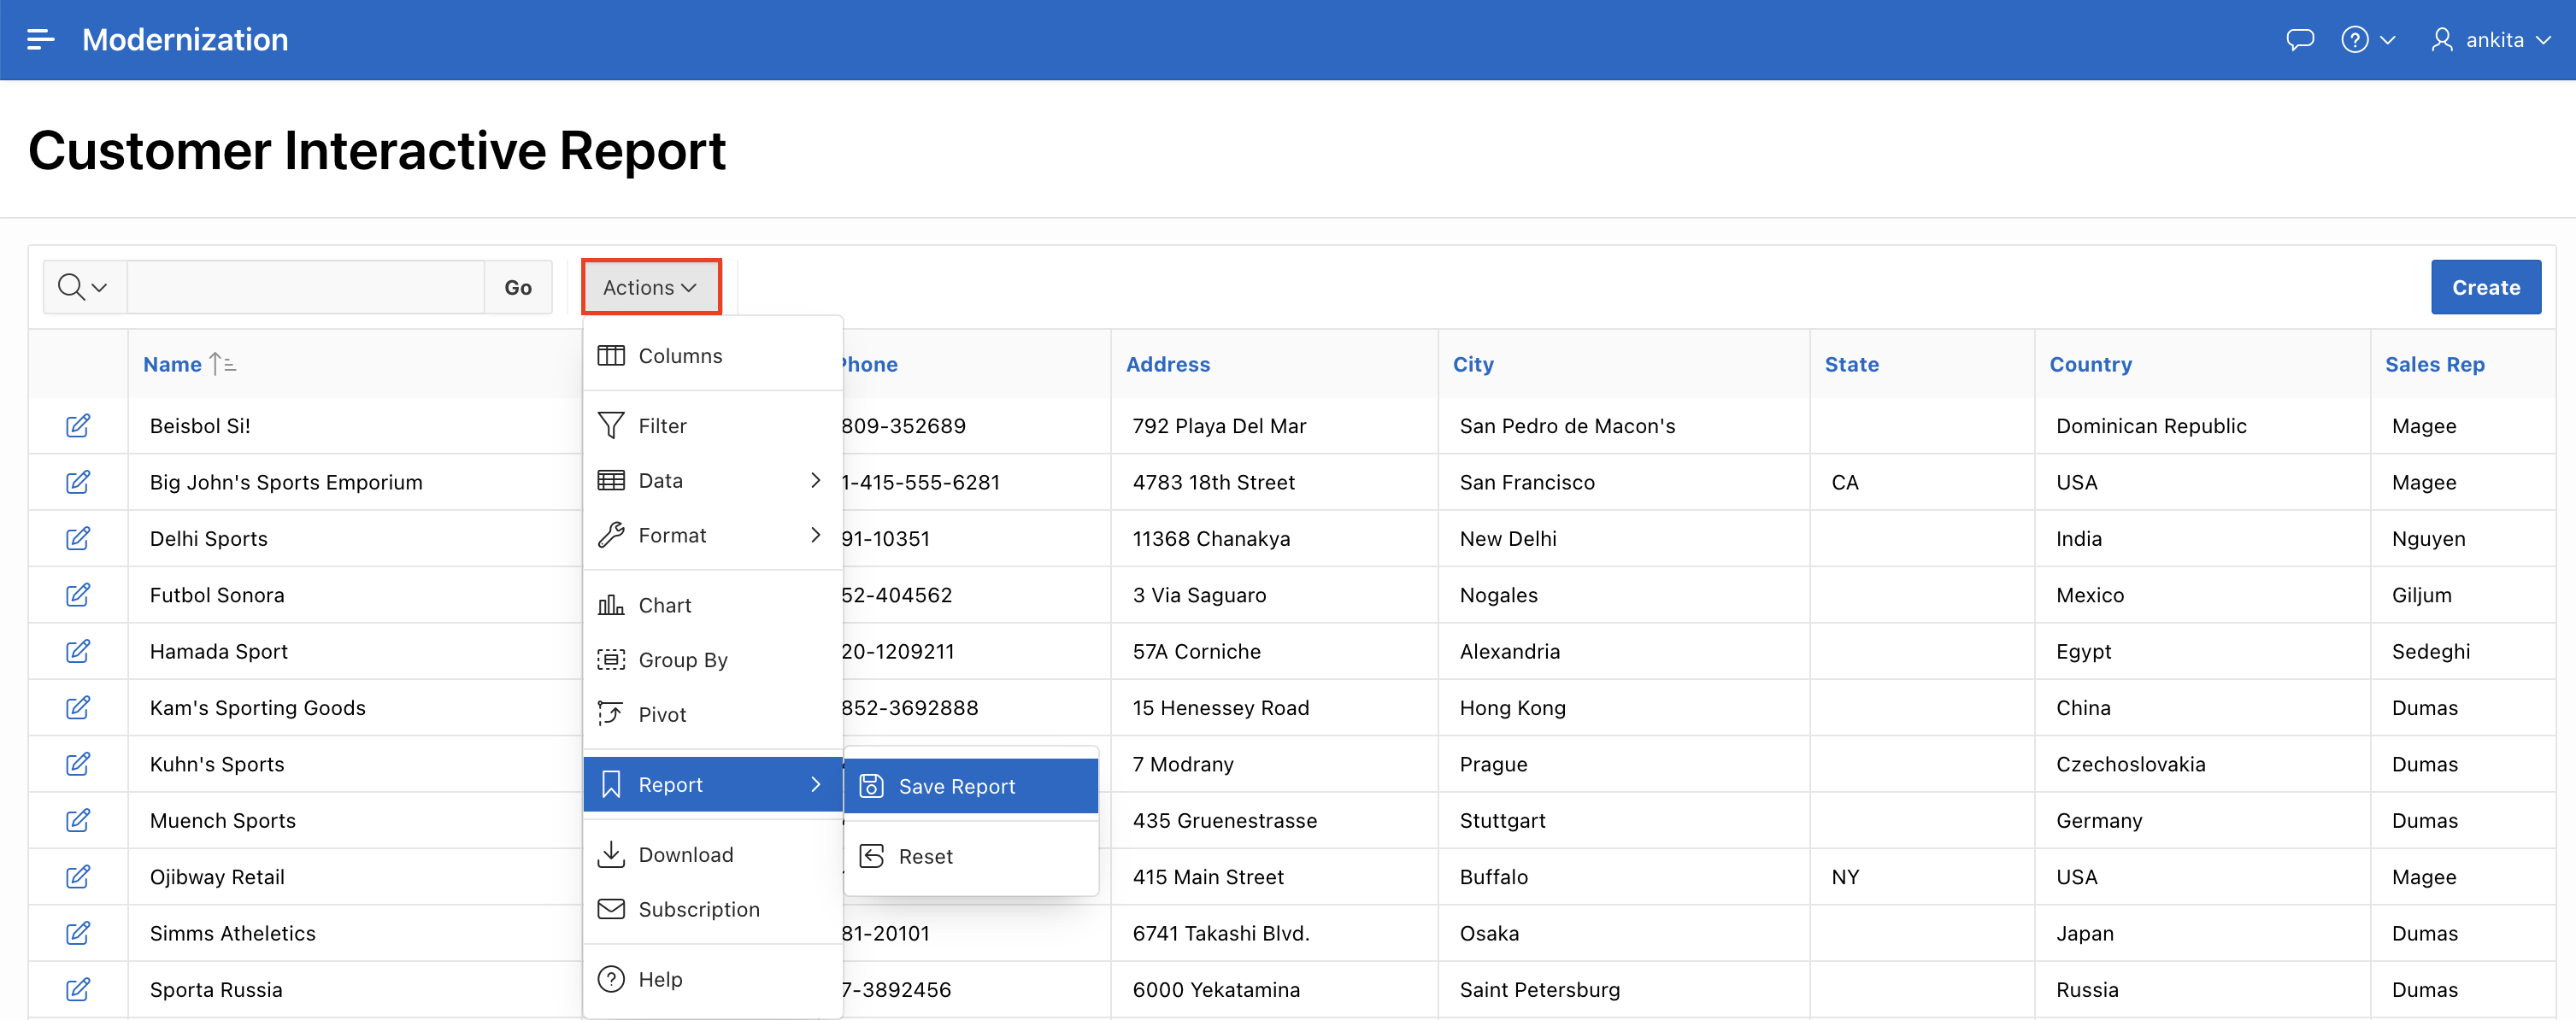 Modernization
? ankita
Customer Interactive Report
Go Actions Create
Name Address City State Country Sales Rep
Columns
Filter
Data
Format
Chart
Group By
Pivot
Report
Download
Subscription
Help
Save Report
Reset
Beisbol Si! 809-352689 792 Playa Del Mar San Pedro de Macon's Dominican Republic Magee
Big John's Sports Emporium 1-415-555-6281 4783 18th Street San Francisco CA USA Magee
Delhi Sports 91-10351 11368 Chanakya New Delhi India Nguyen
Futbol Sonora 52-404562 3 Via Saguaro Nogales Mexico Giljum
Hamada Sport 20-1209211 57A Corniche Alexandria Egypt Sedeghi
Kam's Sporting Goods 852-3692888 15 Henessey Road Hong Kong China Dumas
Kuhn's Sports 7 Modrany Prague Czechoslovakia Dumas
Muench Sports 435 Gruenestrasse Stuttgart Germany Dumas
Ojibway Retail 415 Main Street Buffalo NY USA Magee
Simms Atheletics 81-20101 6741 Takashi Blvd. Osaka Japan Dumas
Sporta Russia 7-3892456 6000 Yekatamina Saint Petersburg Russia Dumas